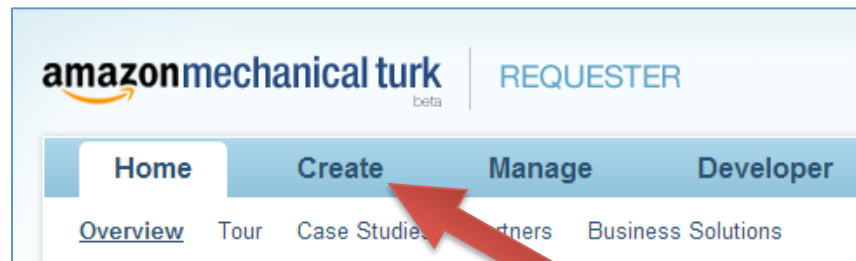 amazonmechanical turk
beta
REQUESTER
Home Create Manage Developer
Overview Tour Case Studies Business Solutions